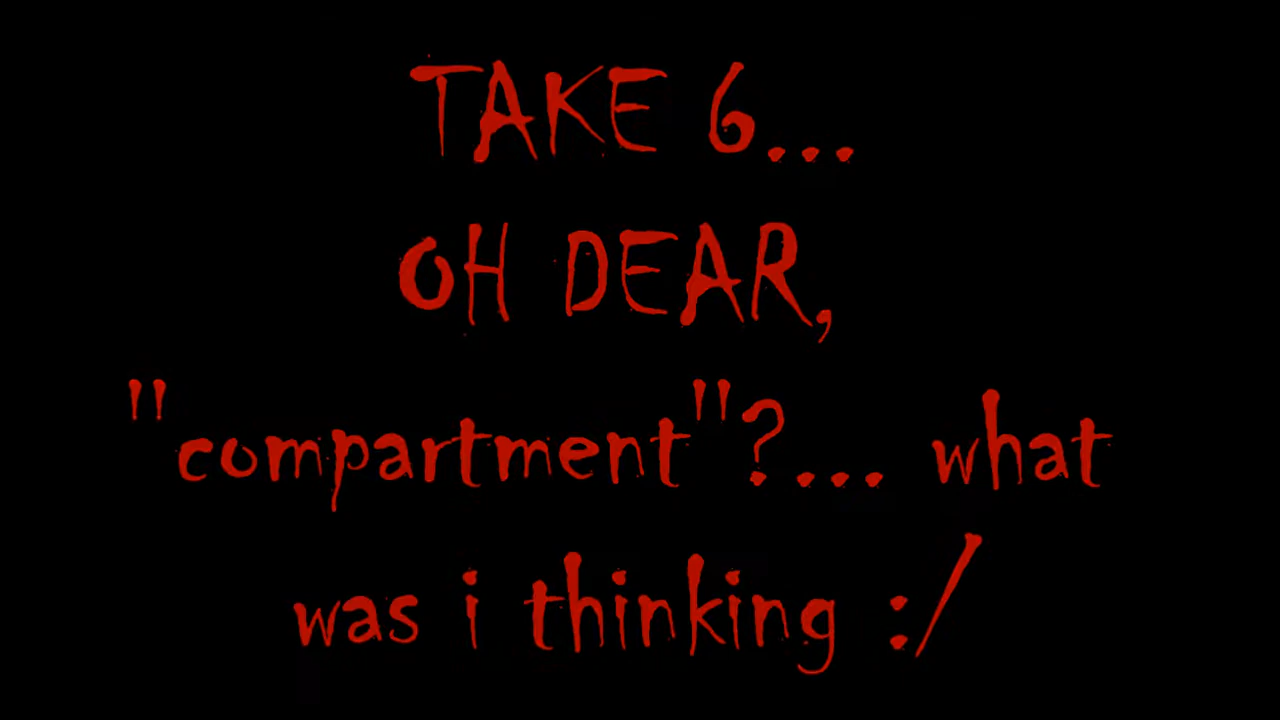 TAKE 6...
OH DEAR,
"compartment"?... what
was i thinking :/